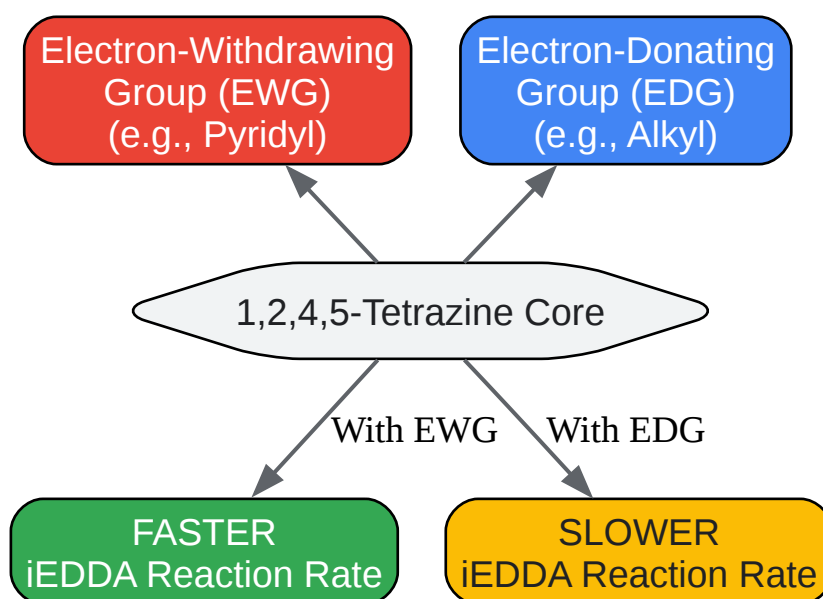 Electron-Withdrawing
Group (EWG)
(e.g., Pyridyl)
Electron-Donating
Group (EDG)
(e.g., Alkyl)
1,2,4,5-Tetrazine Core
With EWG
With EDG
FASTER
iEDDA Reaction Rate
SLOWER
iEDDA Reaction Rate